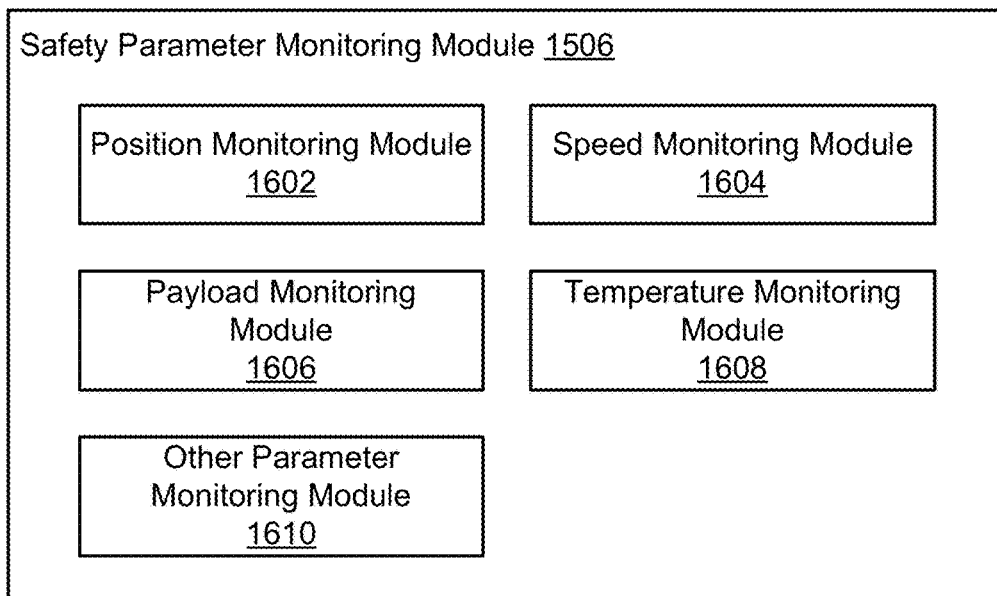 Safety Parameter Monitoring Module 1506
Position Monitoring Module
1602
Speed Monitoring Module
1604
Payload Monitoring
Module
1606
Temperature Monitoring
Module
1608
Other Parameter
Monitoring Module
1610